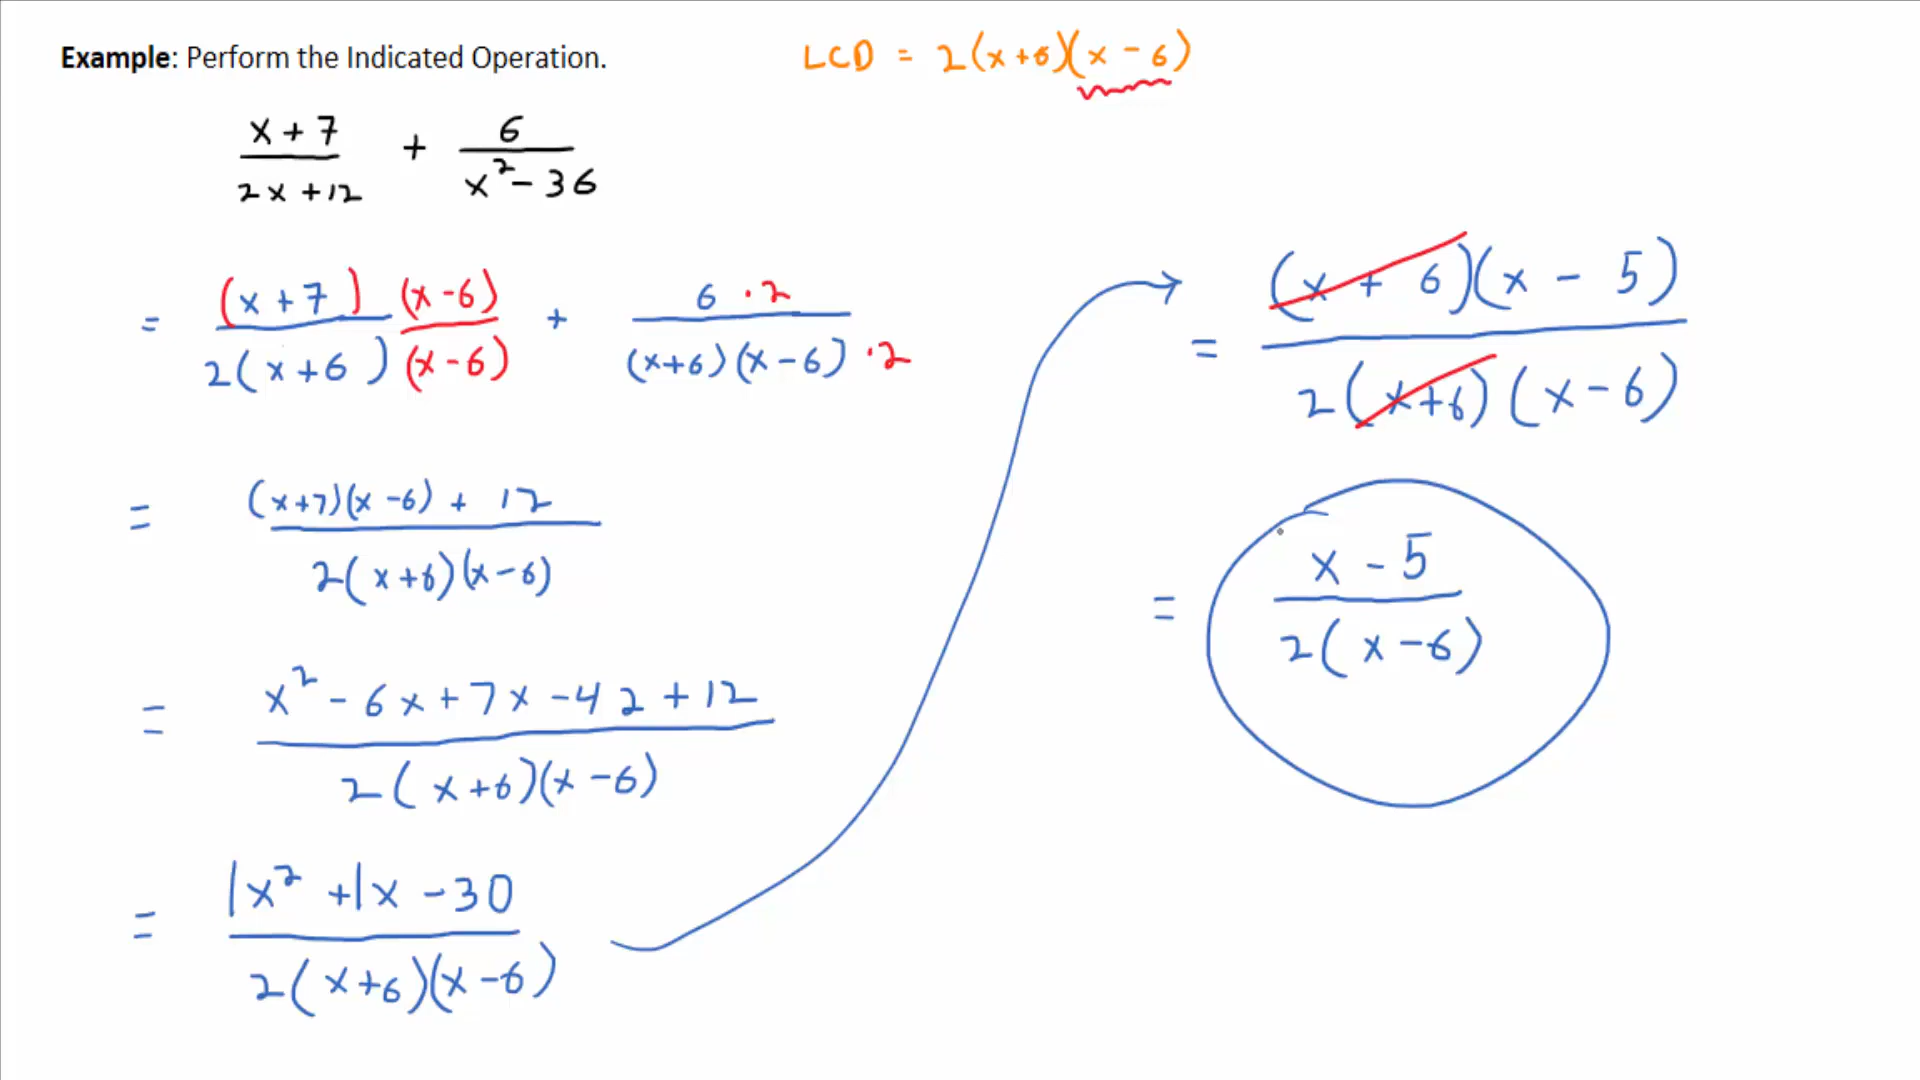 Example: Perform the Indicated Operation.
LCD = 2(x+6)(x-6)
x+7/2x+12 + 6/x²-36
= (x+7)(x-6)/2(x+6)(x-6) + 6·2/(x+6)(x-6)·2
= (x+7)(x-6)+12/2(x+6)(x-6)
= x²-6x+7x-42+12/2(x+6)(x-6)
= 1x²+1x-30/2(x+6)(x-6)
= (x+6)(x-5)/2(x+6)(x-6)
= x-5/2(x-6)